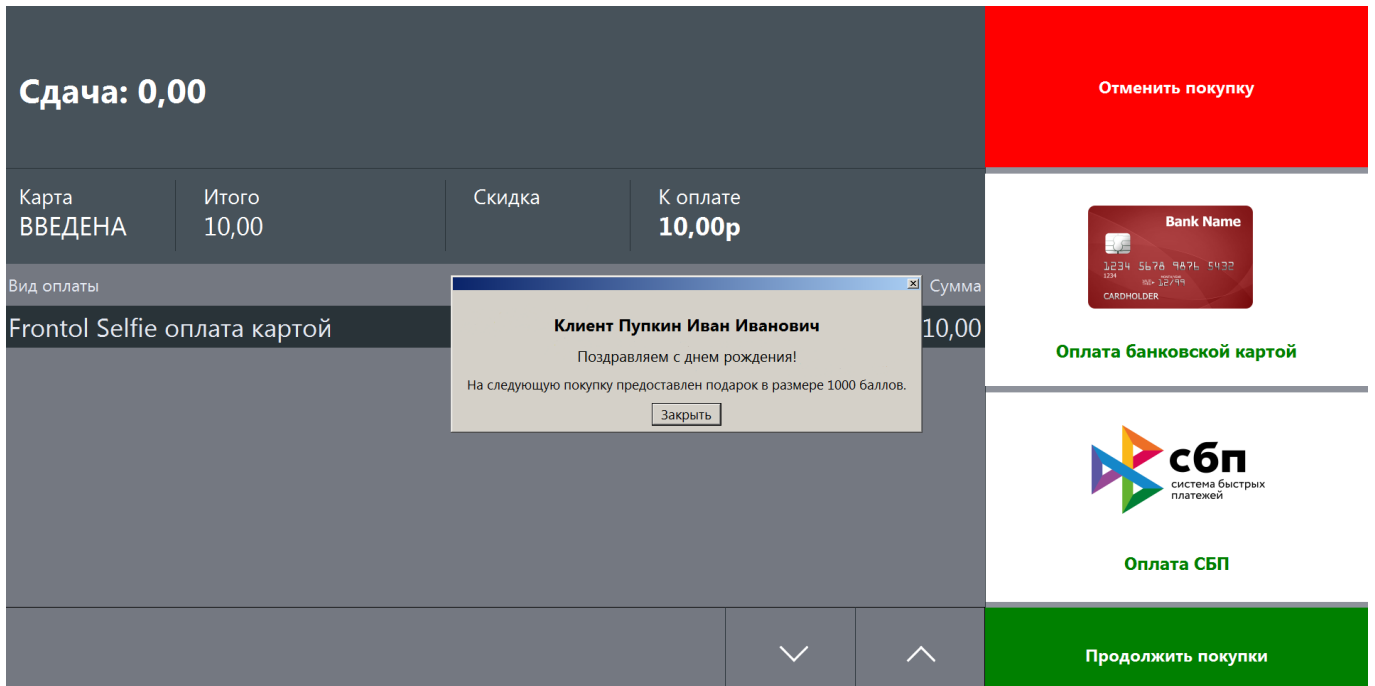 Сдача: 0,00
Отменить покупку
Карта
ВВЕДЕНА
Итого
10,00
Скидка
К оплате
10,00р
Вид оплаты
Сумма
Frontol Selfie оплата картой
10,00
Клиент Пупкин Иван Иванович
Поздравляем с днем рождения!
На следующую покупку предоставлен подарок в размере 1000 баллов.
Закрыть
Bank Name
1234 5678 9876 5432
1234
12/99
CARDHOLDER
Оплата банковской картой
сбп
система быстрых
платежей
Оплата СБП
Продолжить покупки